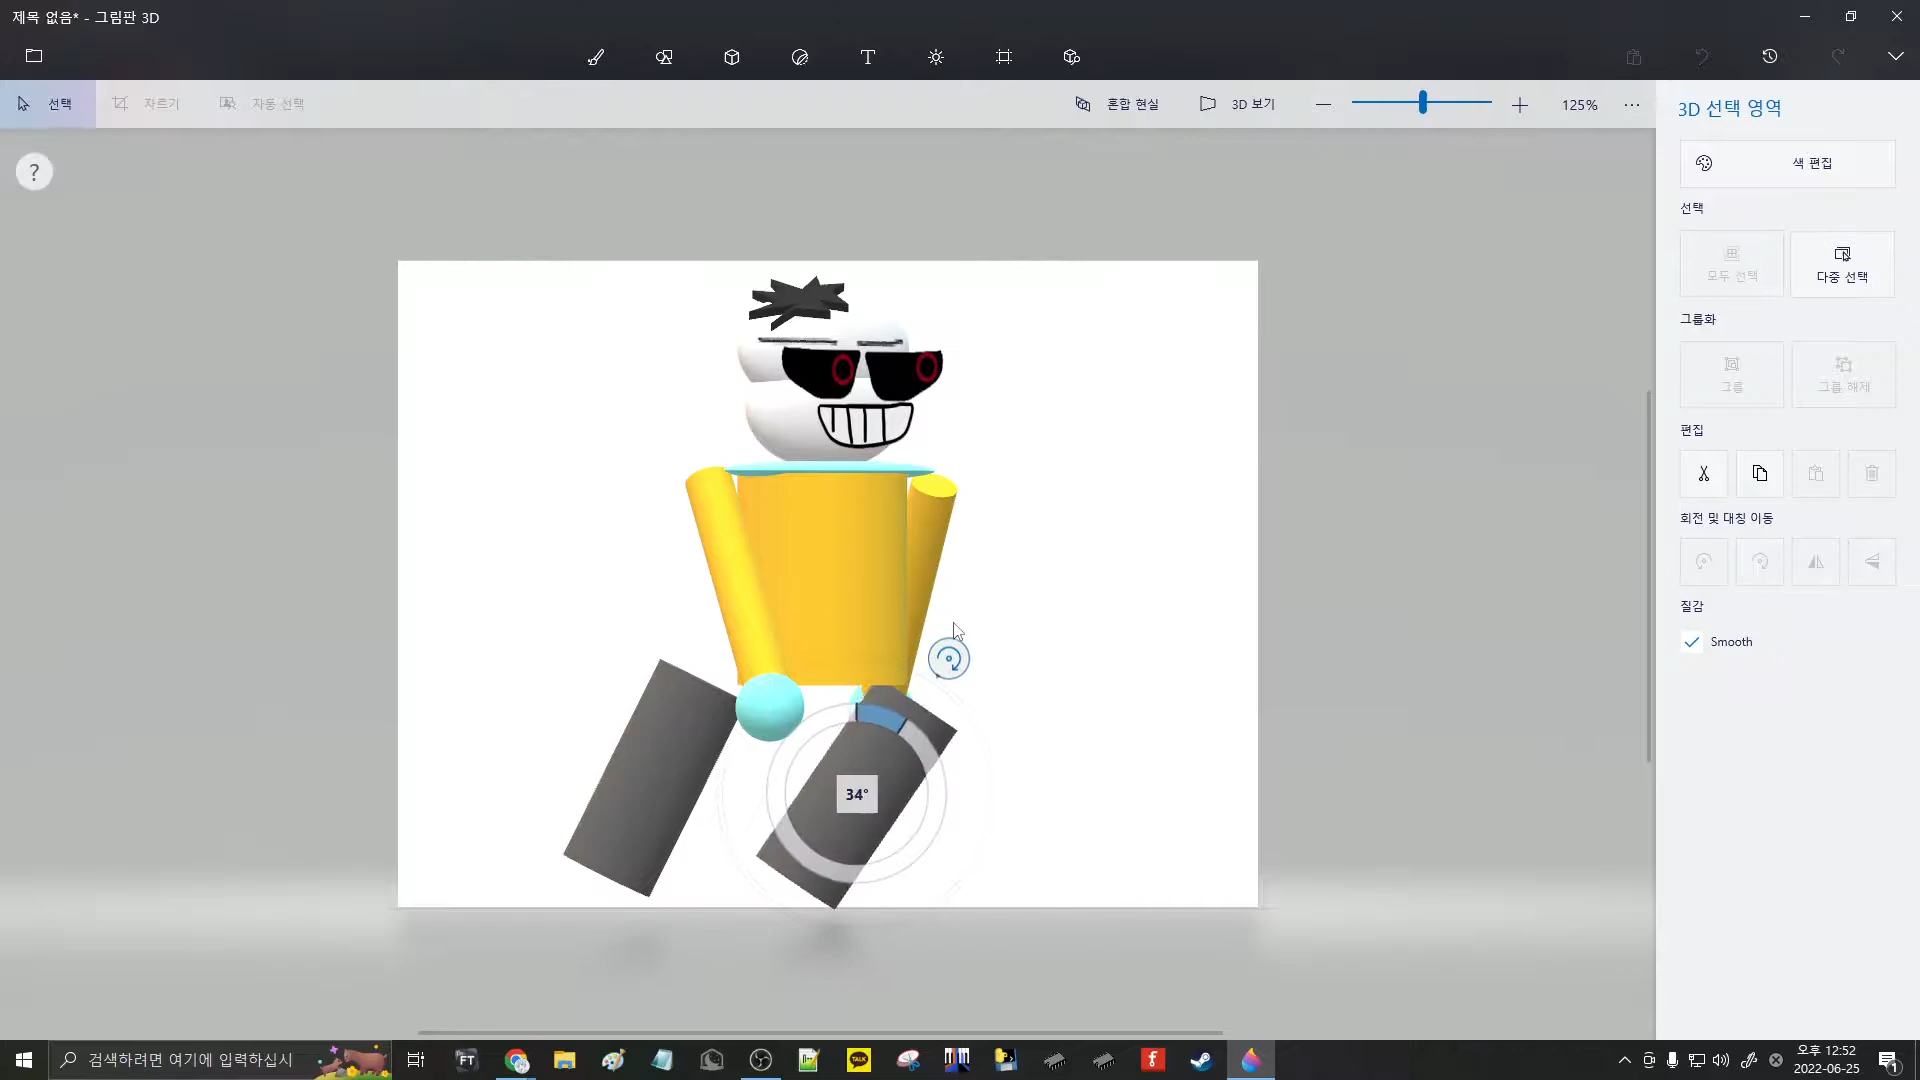 제목 없음* - 그림판 3D
선택
자르기
자동 선택
혼합 현실
3D 보기
125%
3D 선택 영역
?
색 편집
선택
모두 선택
다중 선택
그룹화
그룹
그룹 해제
편집
회전 및 대칭 이동
질감
Smooth
34°
검색하려면 여기에 입력하십시
FT
TALK
오후 12:52
2022-06-25
1